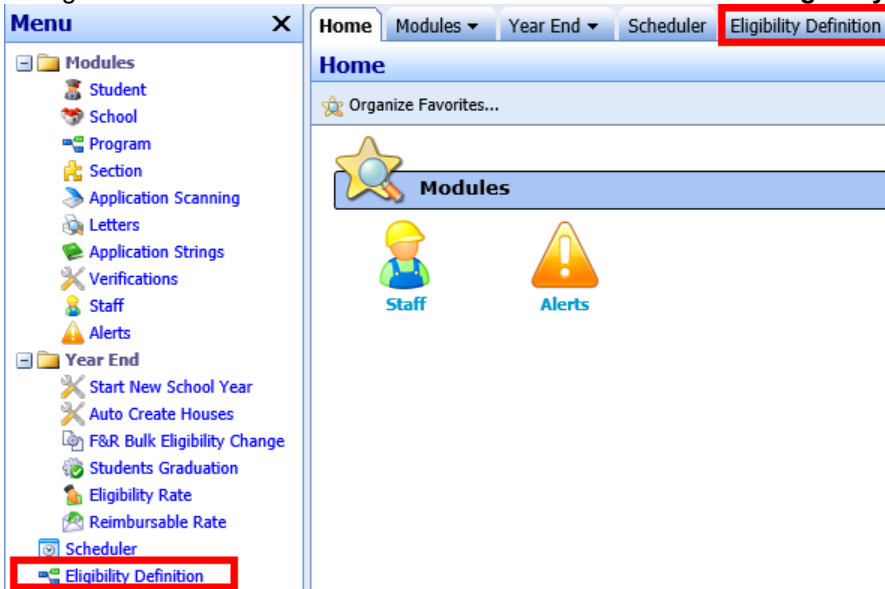 Menu X
Modules
Student
School
Program
Section
Application Scanning
Letters
Application Strings
Verifications
Staff
Alerts
Year End
Start New School Year
Auto Create Houses
F&R Bulk Eligibility Change
Students Graduation
Eligibility Rate
Reimbursable Rate
Scheduler
Eligibility Definition
Home Modules Year End Scheduler Eligibility Definition
Home
Organize Favorites...
Modules
Staff Alerts